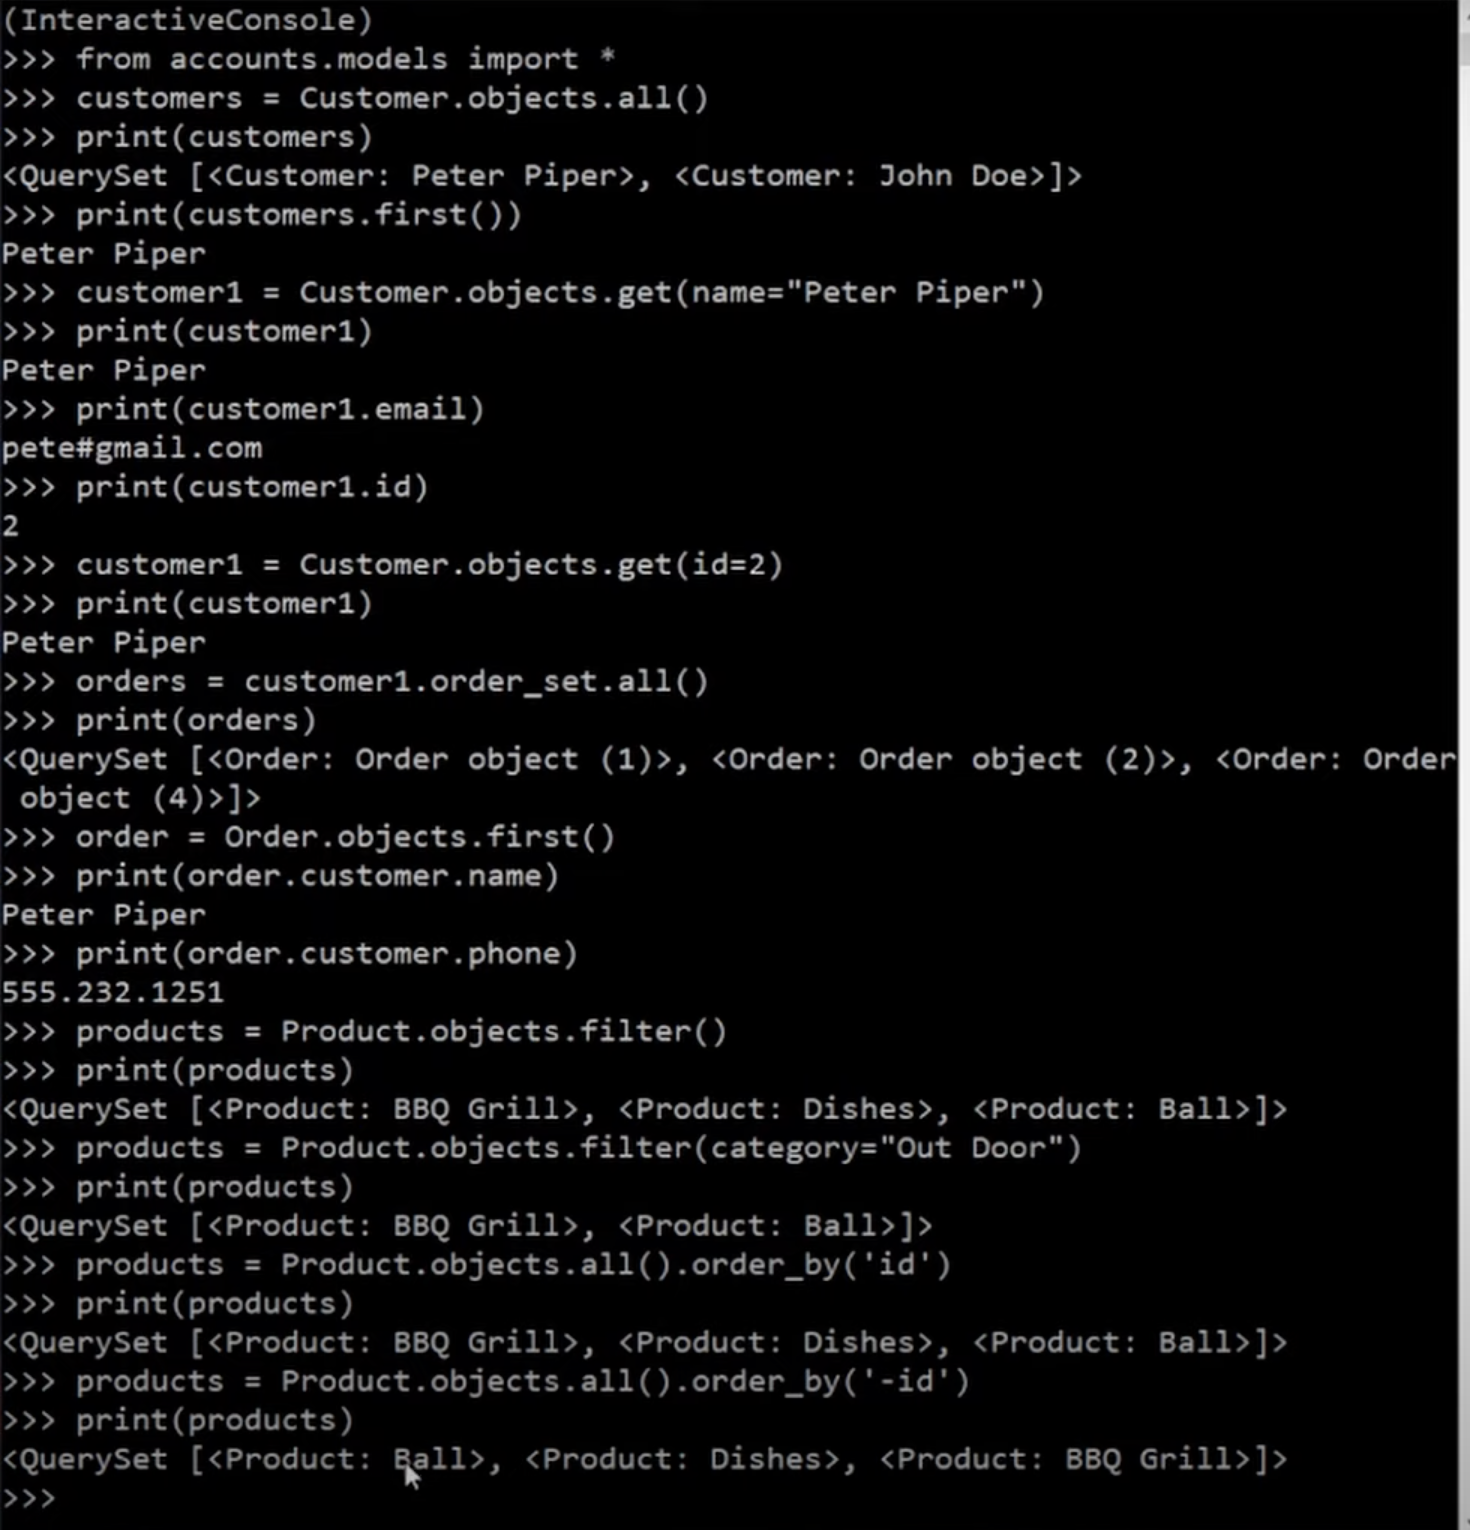 (InteractiveConsole)
>>> from accounts.models import *
>>> customers = Customer.objects.all()
>>> print(customers)
<QuerySet [<Customer: Peter Piper>, <Customer: John Doe>]>
>>> print(customers.first())
Peter Piper
>>> customer1 = Customer.objects.get(name="Peter Piper")
>>> print(customer1)
Peter Piper
>>> print(customer1.email)
pete#gmail.com
>>> print(customer1.id)
2
>>> customer1 = Customer.objects.get(id=2)
>>> print(customer1)
Peter Piper
>>> orders = customer1.order_set.all()
>>> print(orders)
<QuerySet [<Order: Order object (1)>, <Order: Order object (2)>, <Order: Order
 object (4)>]>
>>> order = Order.objects.first()
>>> print(order.customer.name)
Peter Piper
>>> print(order.customer.phone)
555.232.1251
>>> products = Product.objects.filter()
>>> print(products)
<QuerySet [<Product: BBQ Grill>, <Product: Dishes>, <Product: Ball>]>
>>> products = Product.objects.filter(category="Out Door")
>>> print(products)
<QuerySet [<Product: BBQ Grill>, <Product: Ball>]>
>>> products = Product.objects.all().order_by('id')
>>> print(products)
<QuerySet [<Product: BBQ Grill>, <Product: Dishes>, <Product: Ball>]>
>>> products = Product.objects.all().order_by('-id')
>>> print(products)
<QuerySet [<Product: Ball>, <Product: Dishes>, <Product: BBQ Grill>]>
>>>